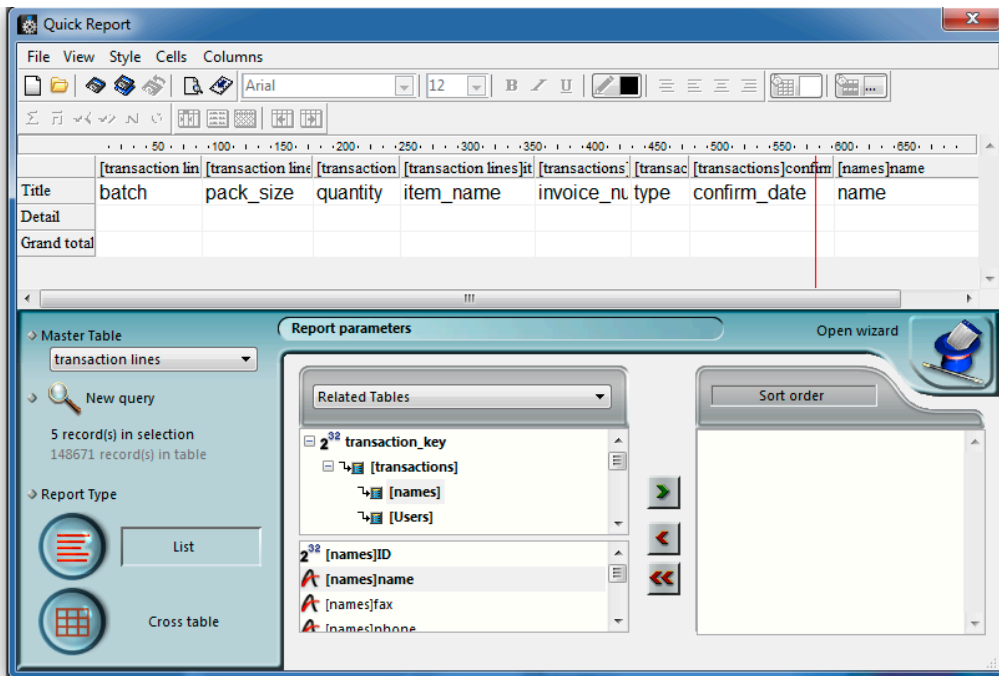 Quick Report
File View Style Cells Columns
Arial 12 B I U
50 100 150 200 250 300 350 400 450 500 550 600 650
[transaction lin [transaction line [transaction [transaction lines]it [transactions] [transac [transactions]confirm [names]name
Title batch pack_size quantity item_name invoice_nu type confirm_date name
Detail
Grand total
Master Table
transaction lines
New query
5 record(s) in selection
148671 record(s) in table
Report Type
List
Cross table
Report parameters
Open wizard
Related Tables
2³² transaction_key
[transactions]
[names]
[Users]
2³² [names]ID
[names]name
[names]fax
[names]phone
Sort order